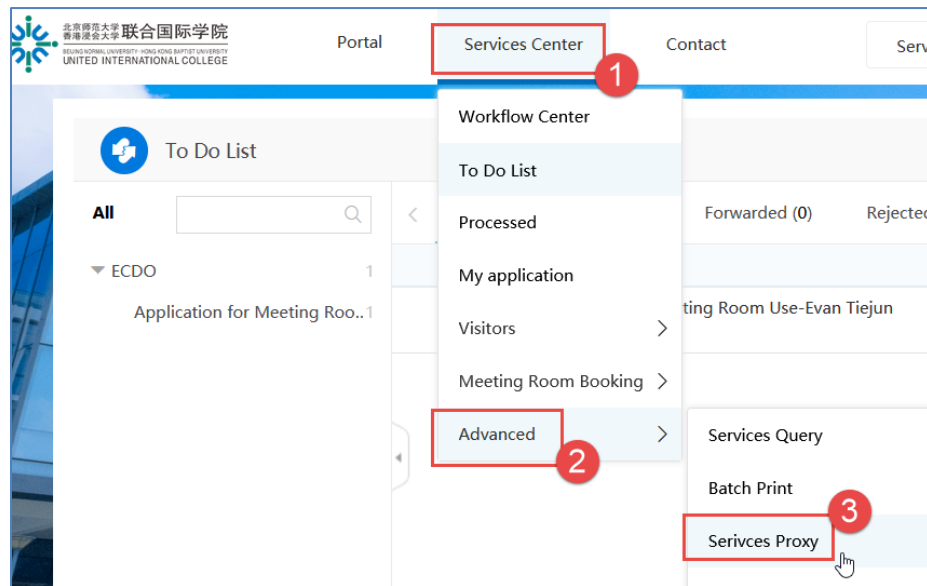 北京師范大学 联合国际学院
香港浸会大学
BEIJING NORMAL UNIVERSITY·HONG KONG BAPTIST UNIVERSITY
UNITED INTERNATIONAL COLLEGE
Portal
Services Center
Contact
Serv
1
Workflow Center
To Do List
To Do List
All
Processed
Forwarded (0)
Rejected
ECDO 1
My application
Application for Meeting Roo..1
ting Room Use-Evan Tiejun
Visitors
Meeting Room Booking
Advanced
2
Services Query
Batch Print
3
Serivces Proxy